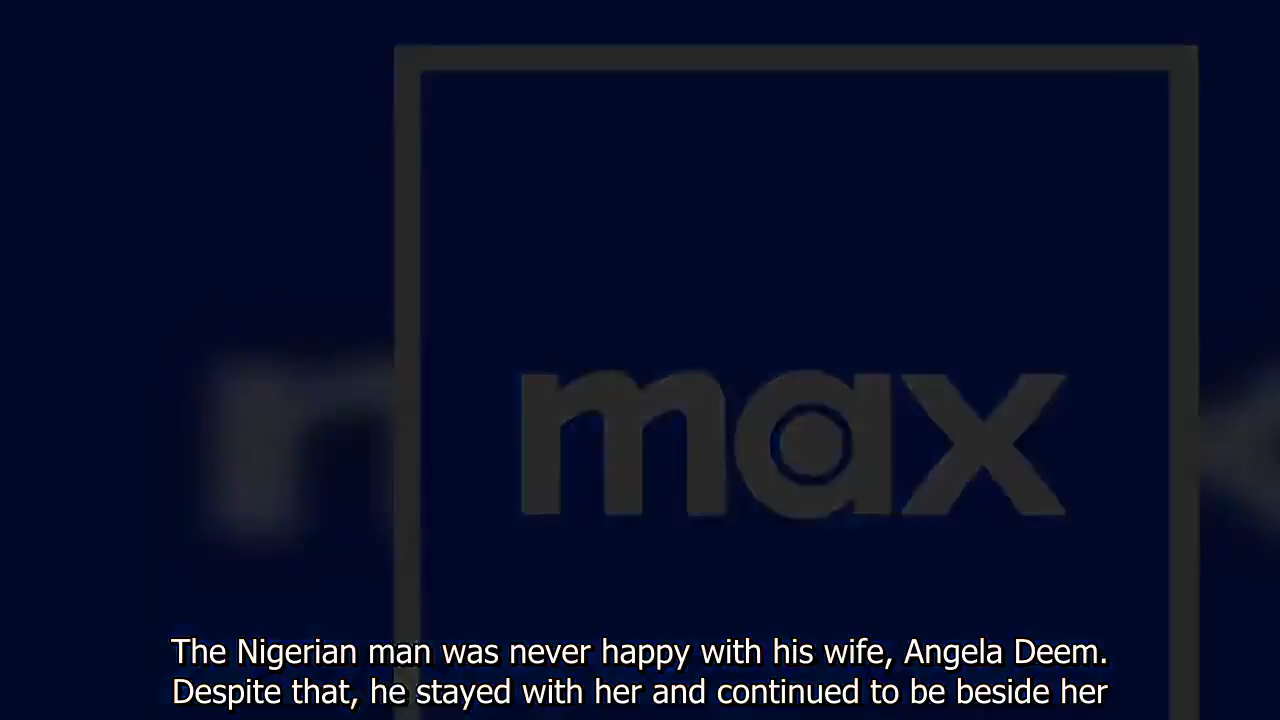 max
The Nigerian man was never happy with his wife, Angela Deem.
Despite that, he stayed with her and continued to be beside her